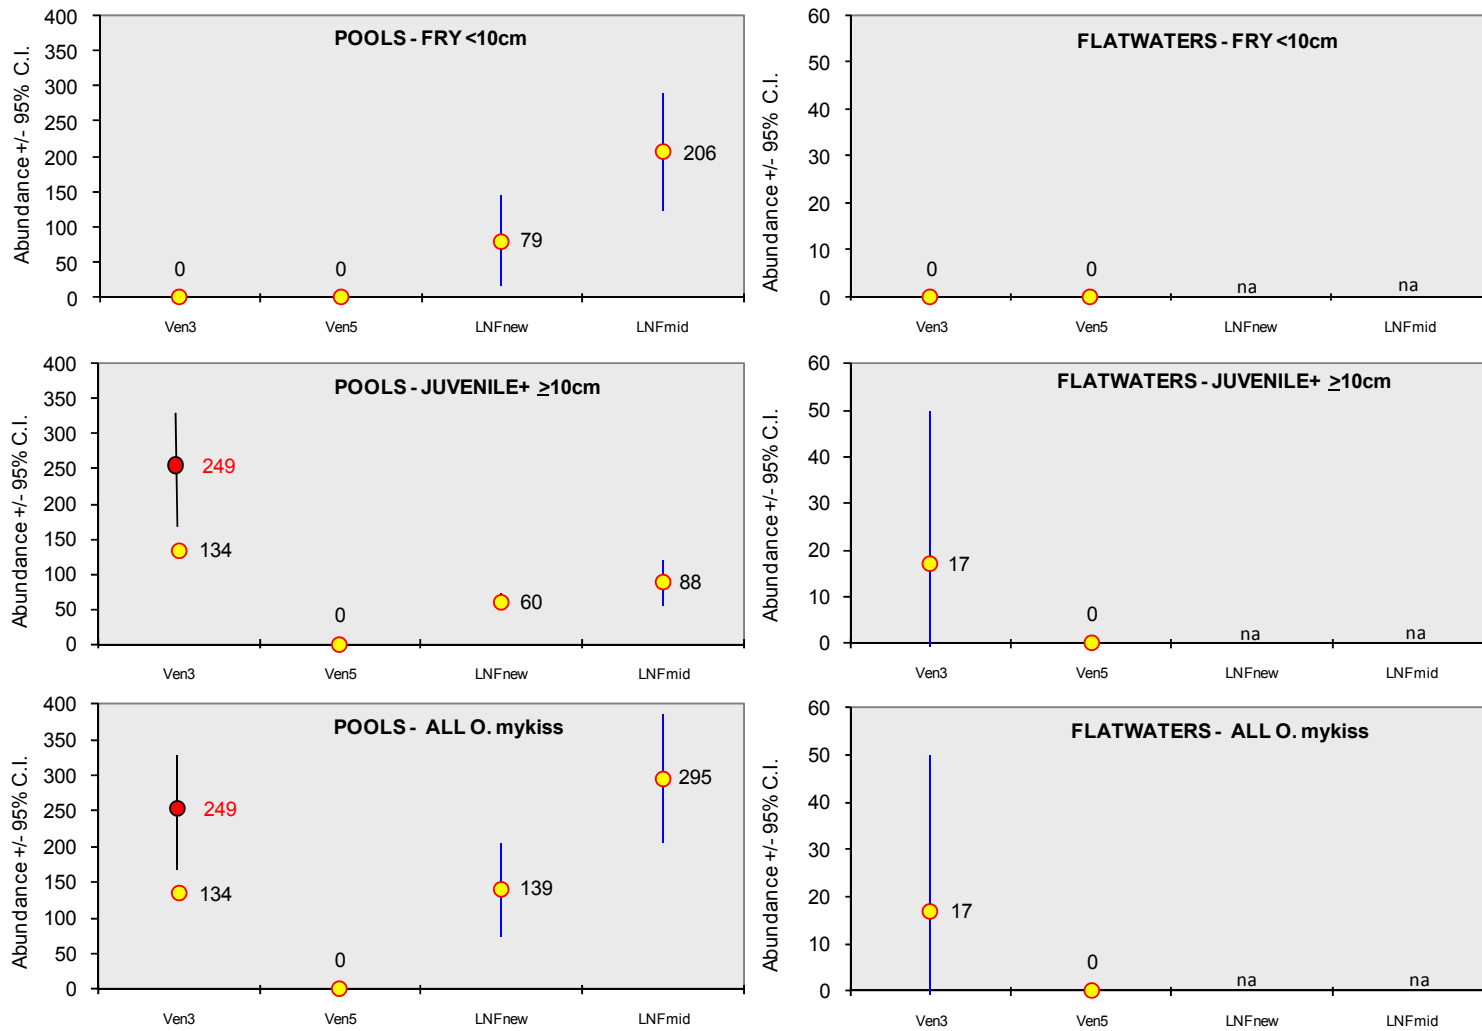 POOLS - FRY <10cm
Abundance +/- 95% C.I.
400
350
300
250
200
150
100
50
0
0
0
79
206
Ven3
Ven5
LNFnew
LNFmid
FLATWATERS - FRY <10cm
Abundance +/- 95% C.I.
60
50
40
30
20
10
0
0
0
na
na
Ven3
Ven5
LNFnew
LNFmid
POOLS - JUVENILE+ ≥10cm
Abundance +/- 95% C.I.
400
350
300
250
200
150
100
50
0
249
134
0
60
88
Ven3
Ven5
LNFnew
LNFmid
FLATWATERS - JUVENILE+ ≥10cm
Abundance +/- 95% C.I.
60
50
40
30
20
10
0
17
0
na
na
Ven3
Ven5
LNFnew
LNFmid
POOLS - ALL O. mykiss
Abundance +/- 95% C.I.
400
350
300
250
200
150
100
50
0
249
134
0
139
295
Ven3
Ven5
LNFnew
LNFmid
FLATWATERS - ALL O. mykiss
Abundance +/- 95% C.I.
60
50
40
30
20
10
0
17
0
na
na
Ven3
Ven5
LNFnew
LNFmid